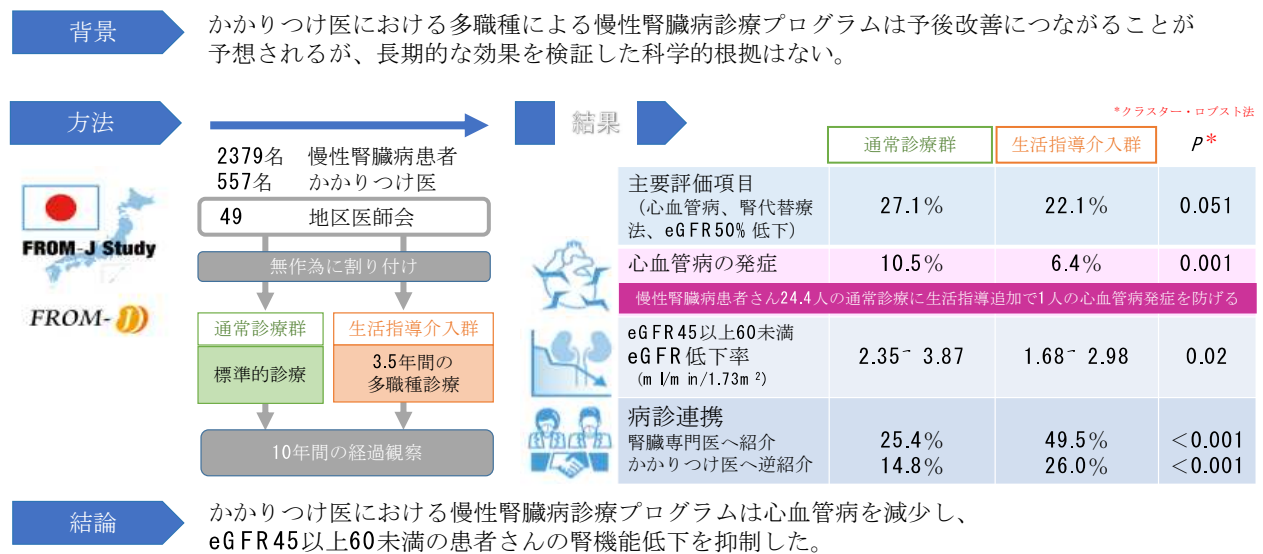 背景
かかりつけ医における多職種による慢性腎臓病診療プログラムは予後改善につながることが
予想されるが、長期的な効果を検証した科学的根拠はない。
方法
2379名 慢性腎臓病患者
557名 かかりつけ医
49 地区医師会
無作為に割り付け
通常診療群 生活指導介入群
標準的診療
3.5年間の
多職種診療
10年間の経過観察
FROM-J Study
FROM-J
結果
*クラスター・ロブスト法
通常診療群 生活指導介入群 P*
主要評価項目
(心血管病、腎代替療
法、eGFR50% 低下)
27.1% 22.1% 0.051
心血管病の発症 10.5% 6.4% 0.001
慢性腎臓病患者さん24.4人の通常診療に生活指導追加で1人の心血管病発症を防げる
eGFR45以上60未満
eGFR低下率
(ml/min/1.73m²)
2.35~3.87 1.68~2.98 0.02
病診連携
腎臓専門医へ紹介 25.4% 49.5% <0.001
かかりつけ医へ逆紹介 14.8% 26.0% <0.001
結論
かかりつけ医における慢性腎臓病診療プログラムは心血管病を減少し、
eGFR45以上60未満の患者さんの腎機能低下を抑制した。